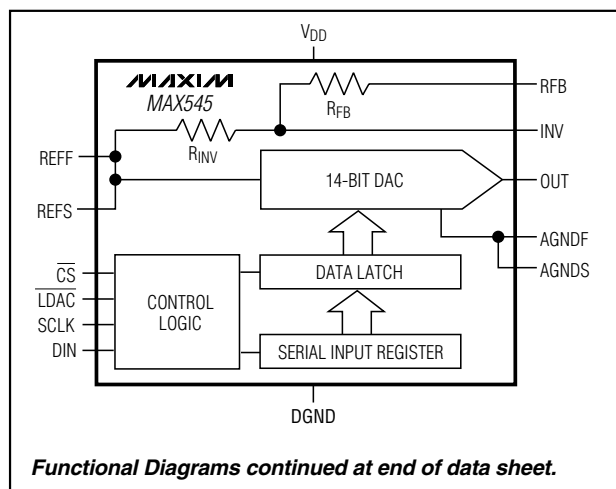 VDD
MAXIM
MAX545
RFB
RFB
INV
RINV
REFF
REFS
14-BIT DAC
OUT
AGNDF
AGNDS
CS
LDAC
SCLK
DIN
CONTROL
LOGIC
DATA LATCH
SERIAL INPUT REGISTER
DGND
Functional Diagrams continued at end of data sheet.